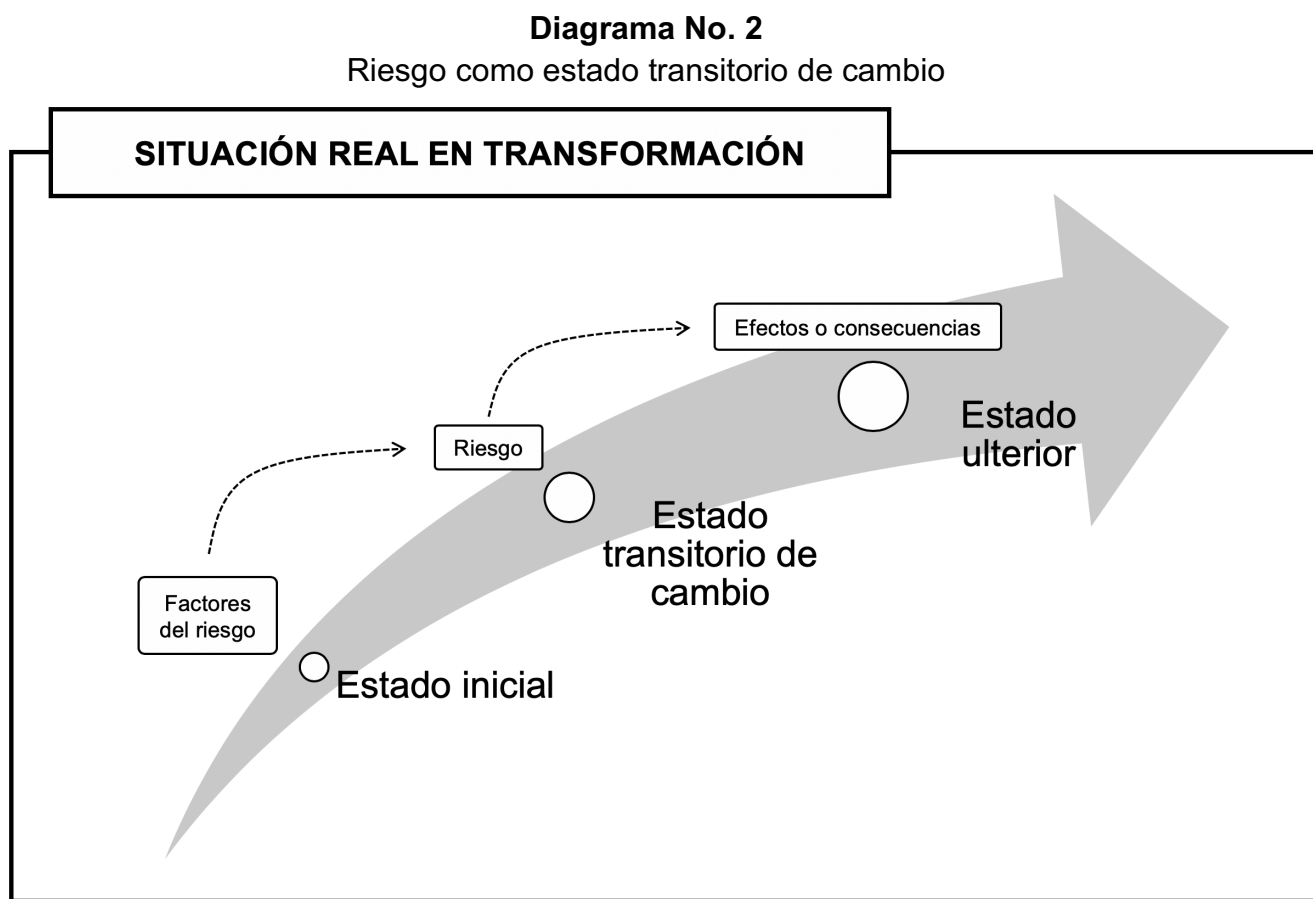 Diagrama No. 2
Riesgo como estado transitorio de cambio
SITUACIÓN REAL EN TRANSFORMACIÓN
Efectos o consecuencias
Estado
ulterior
Riesgo
Estado
transitorio de
cambio
Factores
del riesgo
Estado inicial